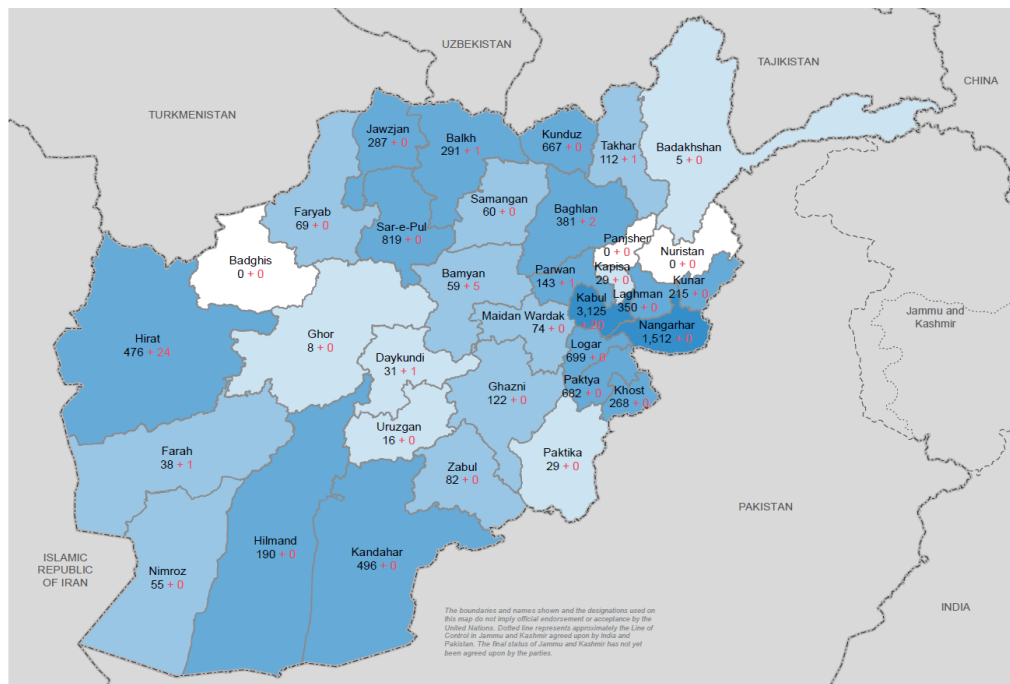 UZBEKISTAN
TAJIKISTAN
CHINA
TURKMENISTAN
Jawzjan
287 + 0
Balkh
291 + 1
Kunduz
667 + 0
Takhar
112 + 1
Badakhshan
5 + 0
Samangan
60 + 0
Faryab
69 + 0
Sar-e-Pul
819 + 0
Baghlan
381 + 2
Panjsher
0 + 0
Nuristan
0 + 0
Badghis
0 + 0
Bamyan
59 + 5
Parwan
143 + 1
Kapisa
29 + 0
Kunar
215 + 0
Laghman
350 + 0
Kabul
3,125
+ 20
Maidan Wardak
74 + 0
Nangarhar
1,512 + 0
Jammu and
Kashmir
Hirat
476 + 24
Ghor
8 + 0
Logar
699 + 0
Daykundi
31 + 1
Ghazni
122 + 0
Paktya
682 + 0
Khost
268 + 0
Uruzgan
16 + 0
Farah
38 + 1
Paktika
29 + 0
Zabul
82 + 0
PAKISTAN
Hilmand
190 + 0
Kandahar
496 + 0
ISLAMIC
REPUBLIC
OF IRAN
Nimroz
55 + 0
INDIA
The boundaries and names shown and the designations used on
this map do not imply official endorsement or acceptance by the
United Nations. Dotted line represents approximately the Line of
Control in Jammu and Kashmir agreed upon by India and
Pakistan. The final status of Jammu and Kashmir has not yet
been agreed upon by the parties.